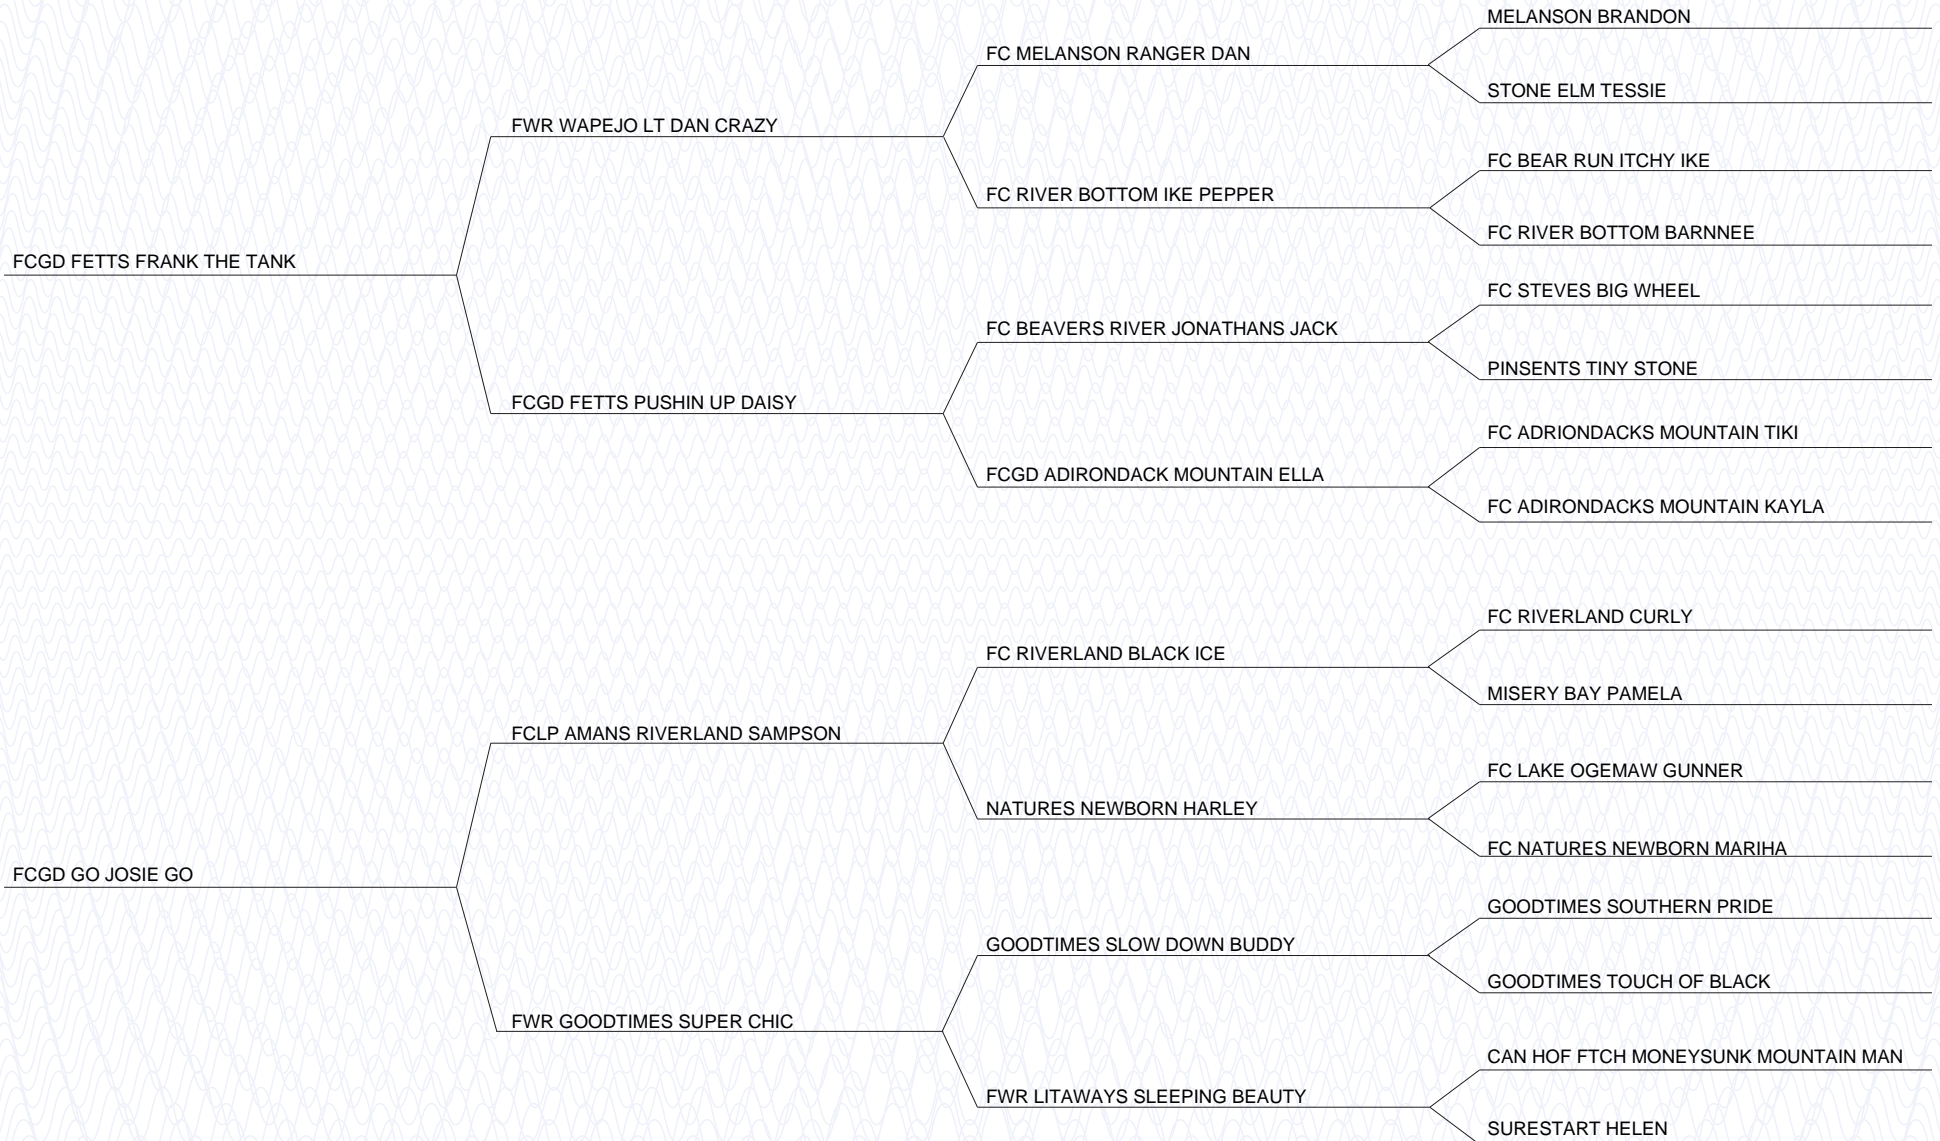 MELANSON BRANDON
FC MELANSON RANGER DAN
STONE ELM TESSIE
FWR WAPEJO LT DAN CRAZY
FC BEAR RUN ITCHY IKE
FC RIVER BOTTOM IKE PEPPER
FC RIVER BOTTOM BARNNEE
FCGD FETTS FRANK THE TANK
FC STEVES BIG WHEEL
FC BEAVERS RIVER JONATHANS JACK
PINSENTS TINY STONE
FCGD FETTS PUSHIN UP DAISY
FC ADRIONDACKS MOUNTAIN TIKI
FCGD ADIRONDACK MOUNTAIN ELLA
FC ADIRONDACKS MOUNTAIN KAYLA
FC RIVERLAND CURLY
FC RIVERLAND BLACK ICE
MISERY BAY PAMELA
FCLP AMANS RIVERLAND SAMPSON
FC LAKE OGEMAW GUNNER
NATURES NEWBORN HARLEY
FC NATURES NEWBORN MARIHA
FCGD GO JOSIE GO
GOODTIMES SOUTHERN PRIDE
GOODTIMES SLOW DOWN BUDDY
GOODTIMES TOUCH OF BLACK
FWR GOODTIMES SUPER CHIC
CAN HOF FTCH MONEYSUNK MOUNTAIN MAN
FWR LITAWAYS SLEEPING BEAUTY
SURESTART HELEN